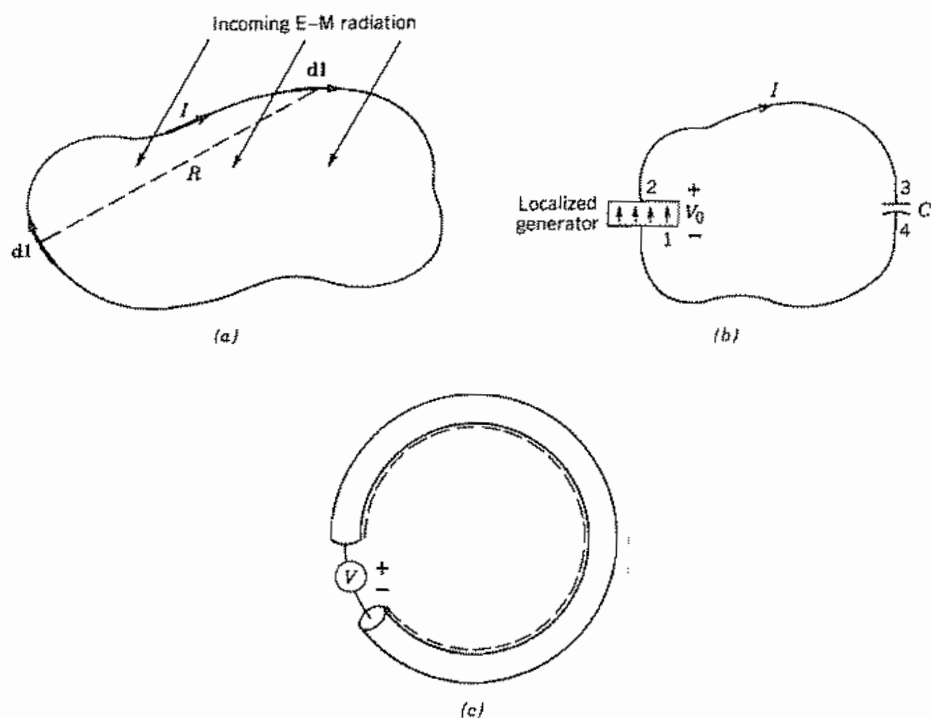 Incoming E–M radiation
dl
I
R
dl
(a)
I
2
+
3
Localized
generator
V₀
C
1
−
4
(b)
V
+
−
(c)